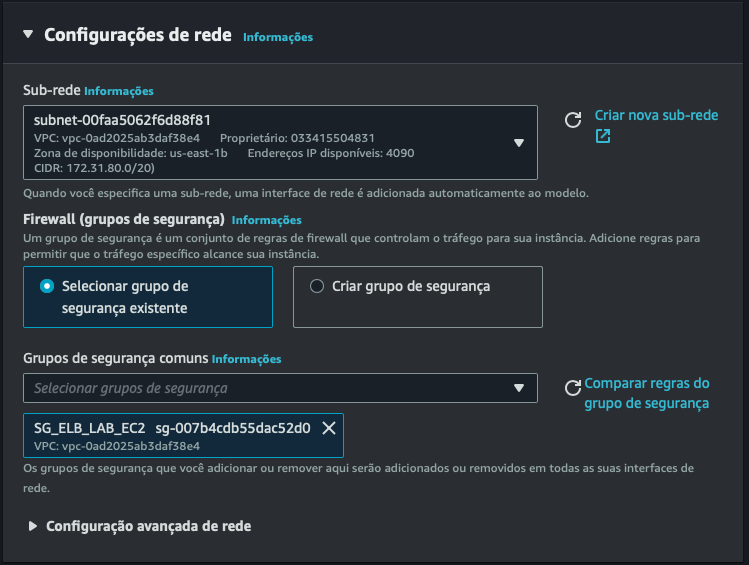 Configurações de rede Informações
Sub-rede Informações
subnet-00faa5062f6d88f81
VPC: vpc-0ad2025ab3daf38e4 Proprietário: 033415504831
Zona de disponibilidade: us-east-1b Endereços IP disponíveis: 4090
CIDR: 172.31.80.0/20)
Criar nova sub-rede
Quando você especifica uma sub-rede, uma interface de rede é adicionada automaticamente ao modelo.
Firewall (grupos de segurança) Informações
Um grupo de segurança é um conjunto de regras de firewall que controlam o tráfego para sua instância. Adicione regras para
permitir que o tráfego específico alcance sua instância.
Selecionar grupo de
segurança existente
Criar grupo de segurança
Grupos de segurança comuns Informações
Selecionar grupos de segurança
Comparar regras do
grupo de segurança
SG_ELB_LAB_EC2 sg-007b4cdb55dac52d0
VPC: vpc-0ad2025ab3daf38e4
Os grupos de segurança que você adicionar ou remover aqui serão adicionados ou removidos em todas as suas interfaces de
rede.
Configuração avançada de rede